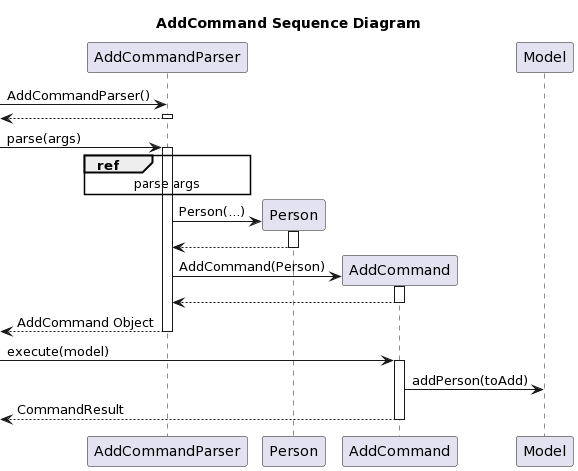 AddCommand Sequence Diagram
AddCommandParser
Model
AddCommandParser()
parse(args)
ref
parse args
Person(...)
Person
AddCommand(Person)
AddCommand
AddCommand Object
execute(model)
addPerson(toAdd)
CommandResult
AddCommandParser
Person
AddCommand
Model